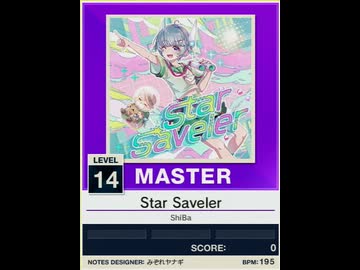 Star
Saveler
LEVEL
14
MASTER
Star Saveler
ShiBa
SCORE: 0
NOTES DESIGNER: みぞれヤナギ BPM: 195